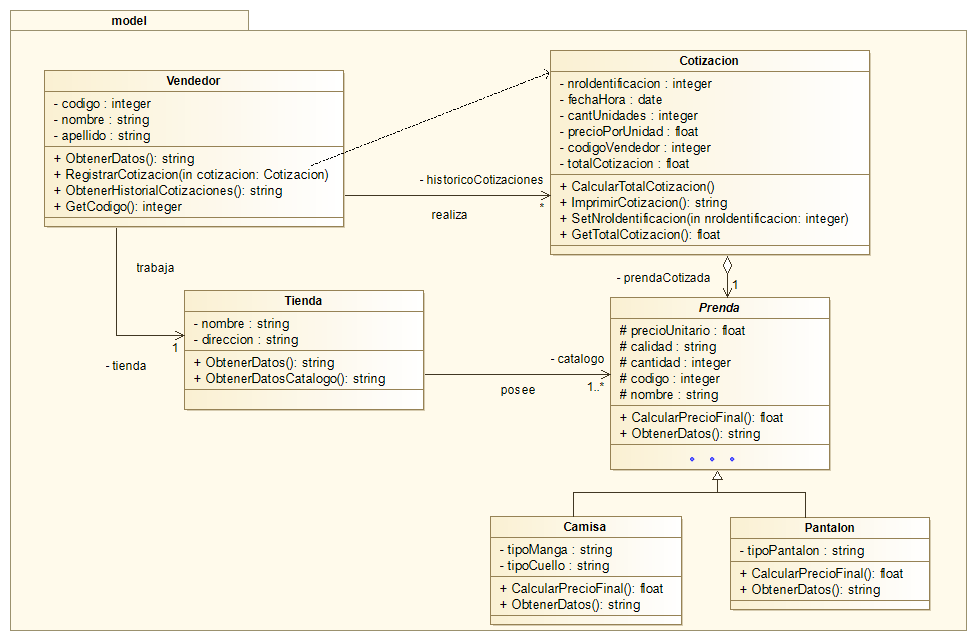 model
Vendedor
- codigo : integer
- nombre : string
- apellido : string
+ ObtenerDatos(): string
+ RegistrarCotizacion(in cotizacion: Cotizacion)
+ ObtenerHistorialCotizaciones(): string
+ GetCodigo(): integer
Cotizacion
- nroIdentificacion : integer
- fechaHora : date
- cantUnidades : integer
- precioPorUnidad : float
- codigoVendedor : integer
- totalCotizacion : float
+ CalcularTotalCotizacion()
+ ImprimirCotizacion(): string
+ SetNroIdentificacion(in nroIdentificacion: integer)
+ GetTotalCotizacion(): float
- historicoCotizaciones
*
realiza
trabaja
1
- tienda
- prendaCotizada
1
Tienda
- nombre : string
- direccion : string
+ ObtenerDatos(): string
+ ObtenerDatosCatalogo(): string
- catalogo
1..*
posee
Prenda
# precioUnitario : float
# calidad : string
# cantidad : integer
# codigo : integer
# nombre : string
+ CalcularPrecioFinal(): float
+ ObtenerDatos(): string
Camisa
- tipoManga : string
- tipoCuello : string
+ CalcularPrecioFinal(): float
+ ObtenerDatos(): string
Pantalon
- tipoPantalon : string
+ CalcularPrecioFinal(): float
+ ObtenerDatos(): string